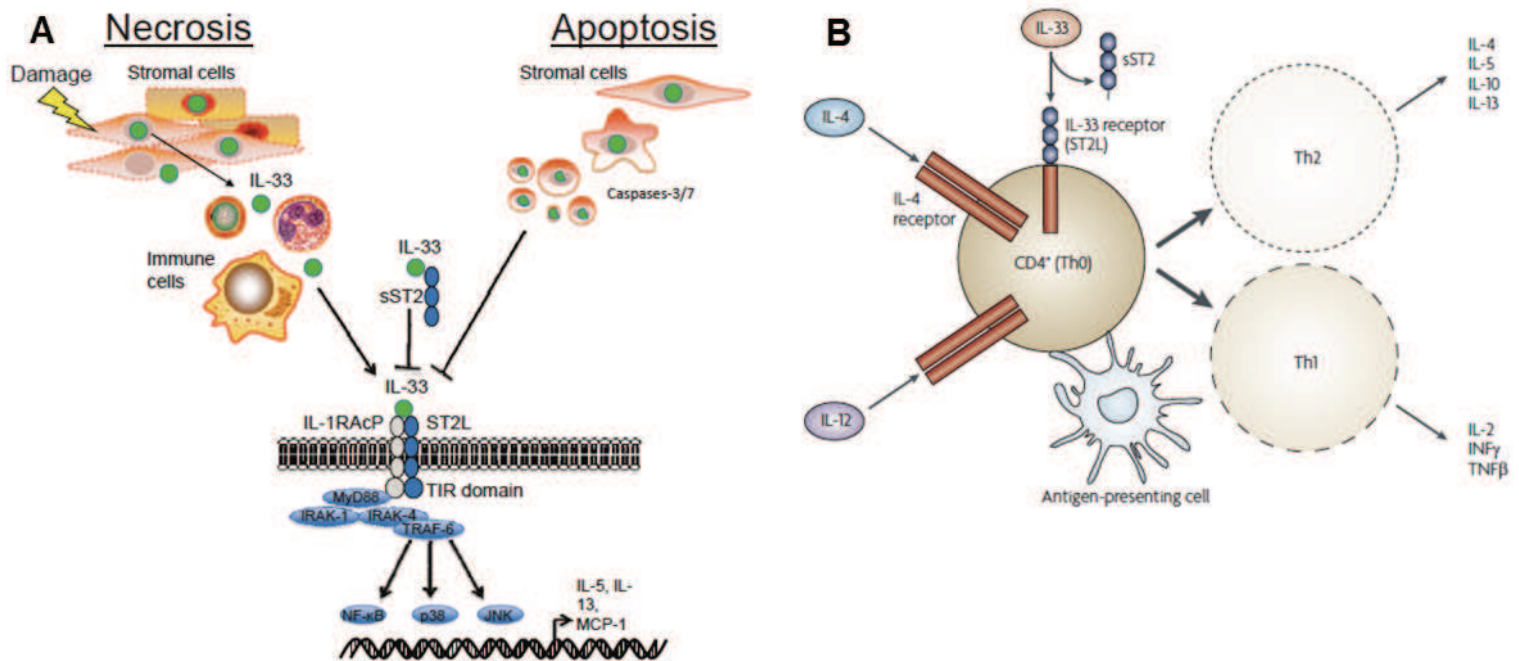 A
Necrosis
Apoptosis
Damage
Stromal cells
Stromal cells
IL-33
Caspases-3/7
Immune
cells
IL-33
sST2
IL-33
IL-1RAcP
ST2L
TIR domain
MyD88
IRAK-1
IRAK-4
TRAF-6
NF-κB
p38
JNK
IL-5, IL-
13,
MCP-1
B
IL-33
sST2
IL-4
IL-33 receptor
(ST2L)
IL-4
receptor
CD4⁺ (Th0)
IL-12
Antigen-presenting cell
Th2
IL-4
IL-5
IL-10
IL-13
Th1
IL-2
INFγ
TNFβ